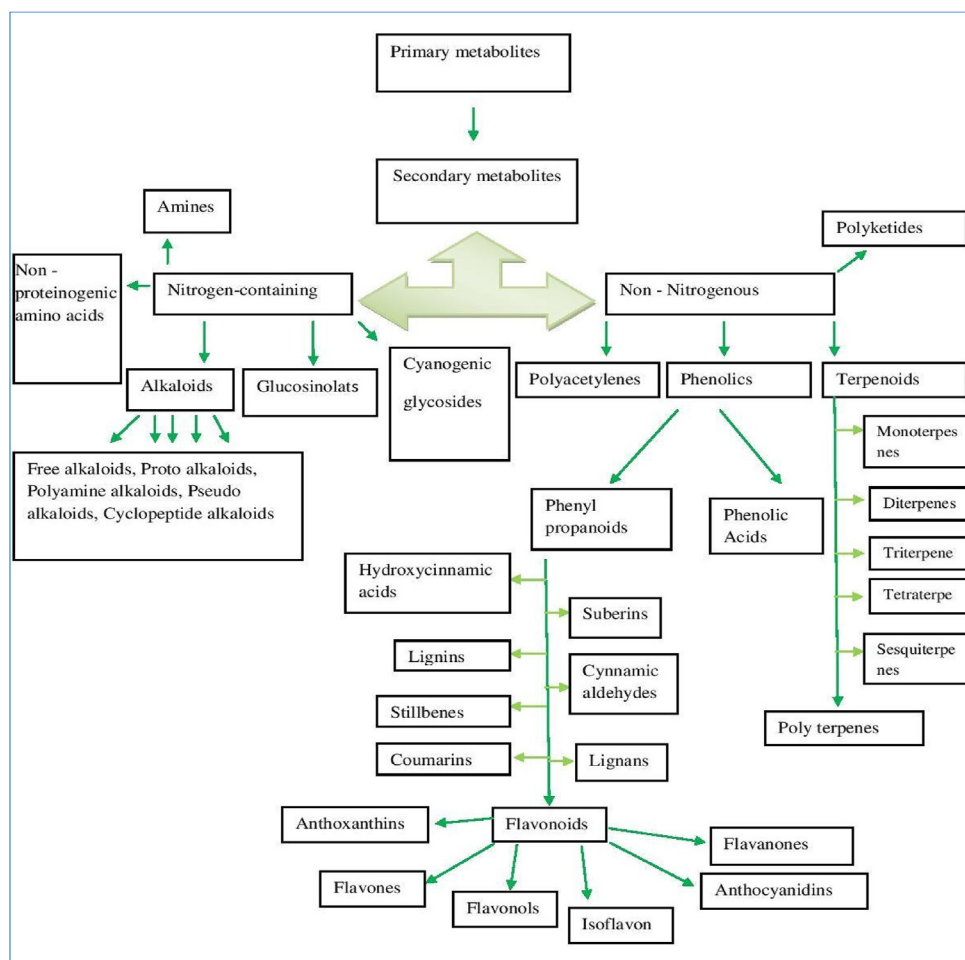 Primary metabolites
Secondary metabolites
Amines
Polyketides
Non -
proteinogenic
amino acids
Nitrogen-containing
Non - Nitrogenous
Alkaloids
Glucosinolats
Cyanogenic
glycosides
Polyacetylenes
Phenolics
Terpenoids
Free alkaloids, Proto alkaloids,
Polyamine alkaloids, Pseudo
alkaloids, Cyclopeptide alkaloids
Monoterpes
nes
Diterpenes
Triterpene
Tetraterpe
Sesquiterpe
nes
Poly terpenes
Phenyl
propanoids
Phenolic
Acids
Hydroxycinnamic
acids
Suberins
Lignins
Cynnamic
aldehydes
Stillbenes
Coumarins
Lignans
Flavonoids
Anthoxanthins
Flavanones
Flavones
Flavonols
Isoflavon
Anthocyanidins